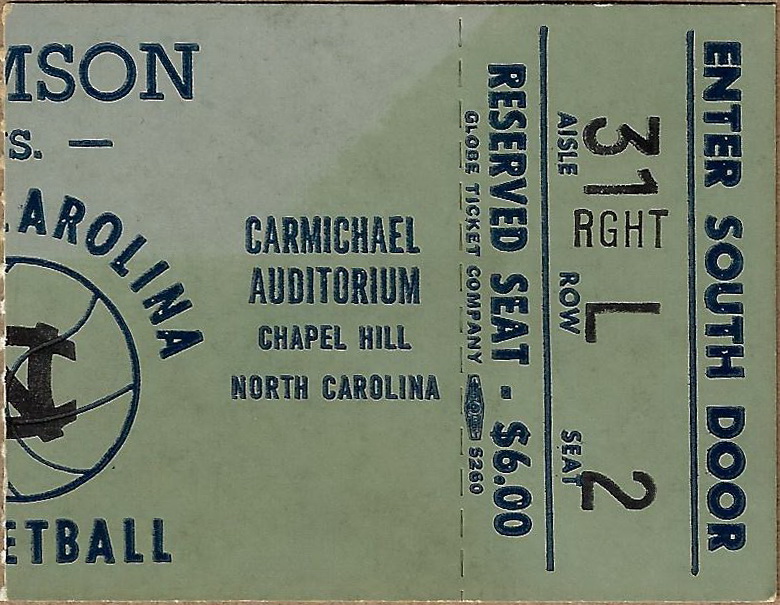 MSON
S. —
AROLINA
ETBALL
CARMICHAEL
AUDITORIUM
CHAPEL HILL
NORTH CAROLINA
GLOBE TICKET COMPANY 5260
RESERVED SEAT - $6.00
AISLE ROW SEAT
31 RGHT L 2
ENTER SOUTH DOOR